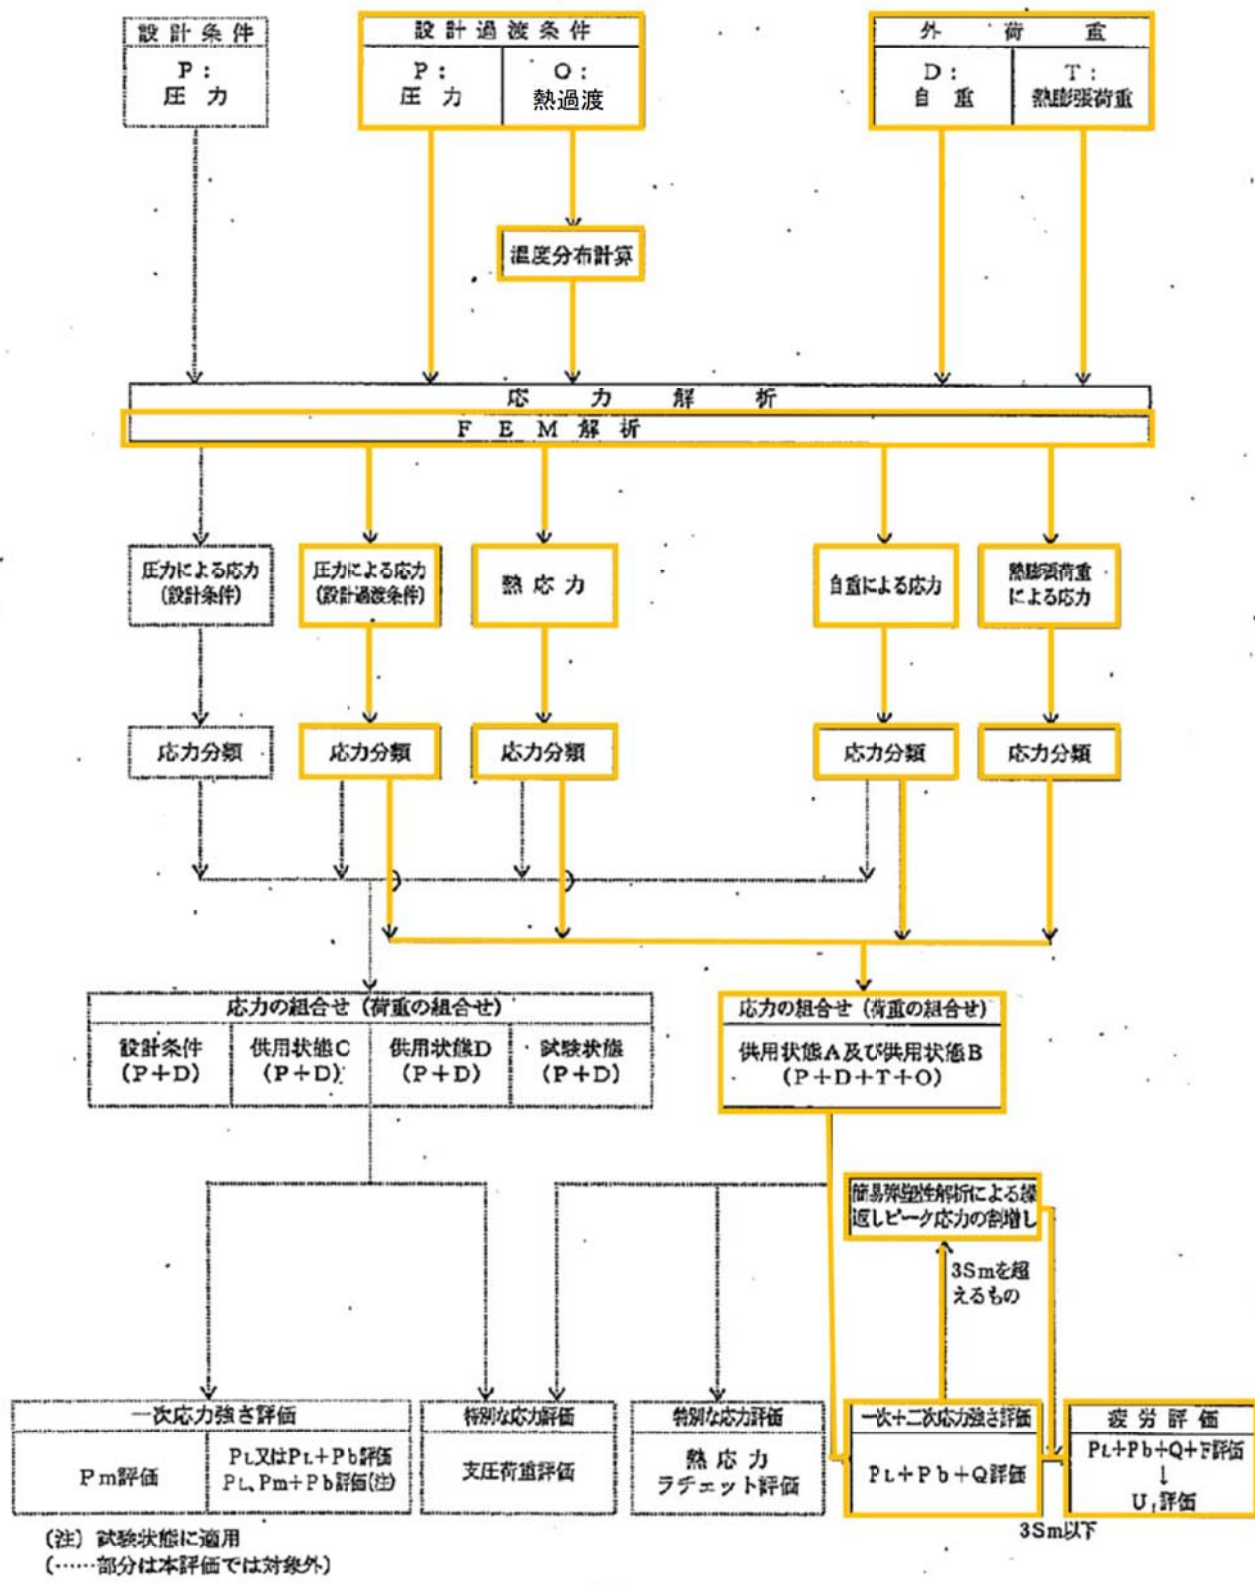 設計条件
P：
圧力
設計過渡条件
P：
圧力
O：
熱過渡
外荷重
D：
自重
T：
熱膨張荷重
温度分布計算
応力解析
FEM解析
圧力による応力
(設計条件)
圧力による応力
(設計過渡条件)
熱応力
自重による応力
熱膨張荷重
による応力
応力分類
応力分類
応力分類
応力分類
応力分類
応力の組合せ（荷重の組合せ）
設計条件
(P+D)
供用状態C
(P+D)
供用状態D
(P+D)
試験状態
(P+D)
応力の組合せ（荷重の組合せ）
供用状態A及び供用状態B
(P+D+T+O)
簡易弾塑性解析による繰
返しピーク応力の割増し
3Smを超
えるもの
一次応力強さ評価
Pm評価
PL又はPL+Pb評価
PL、Pm+Pb評価(注)
特別な応力評価
支圧荷重評価
特別な応力評価
熱応力
ラチェット評価
一次+二次応力強さ評価
PL+Pb+Q評価
疲労評価
PL+Pb+Q+F評価
↓
Uf評価
3Sm以下
(注) 試験状態に適用
(……部分は本評価では対象外)